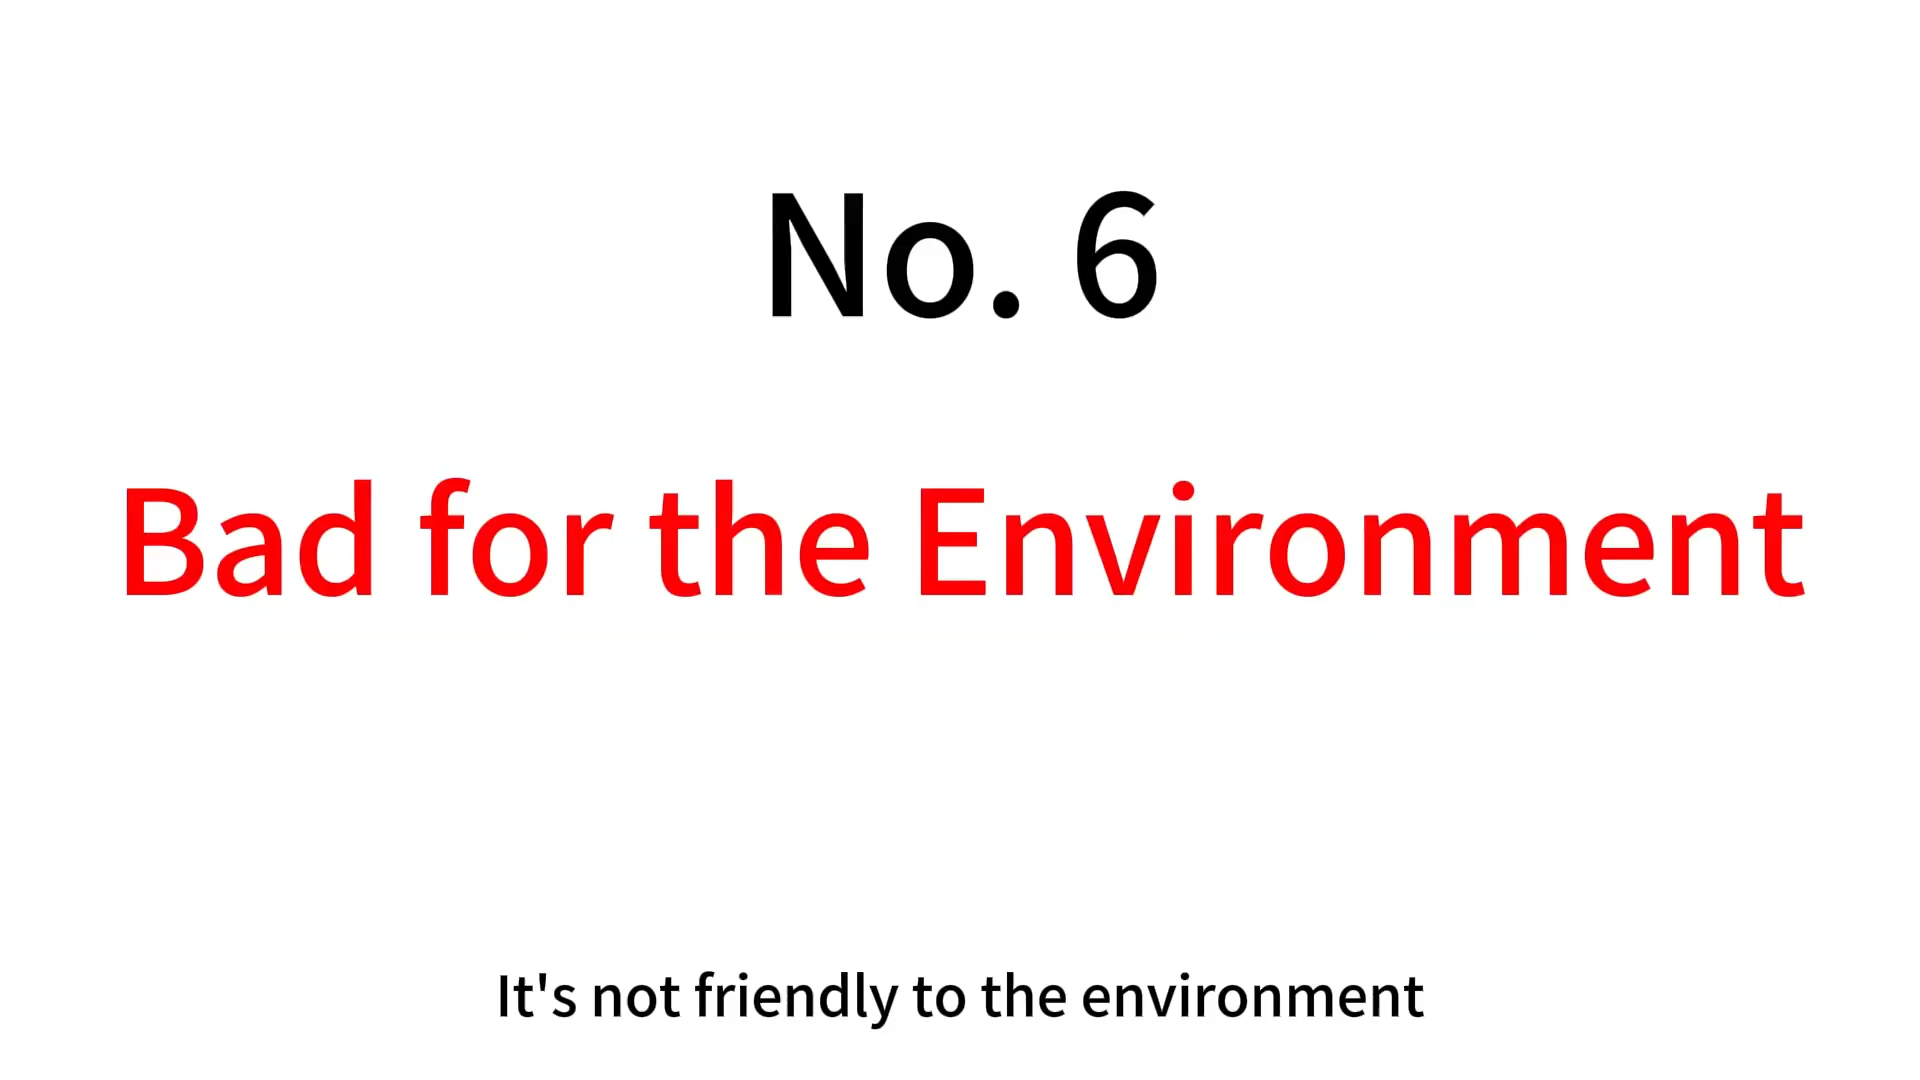 No. 6
Bad for the Environment
It's not friendly to the environment